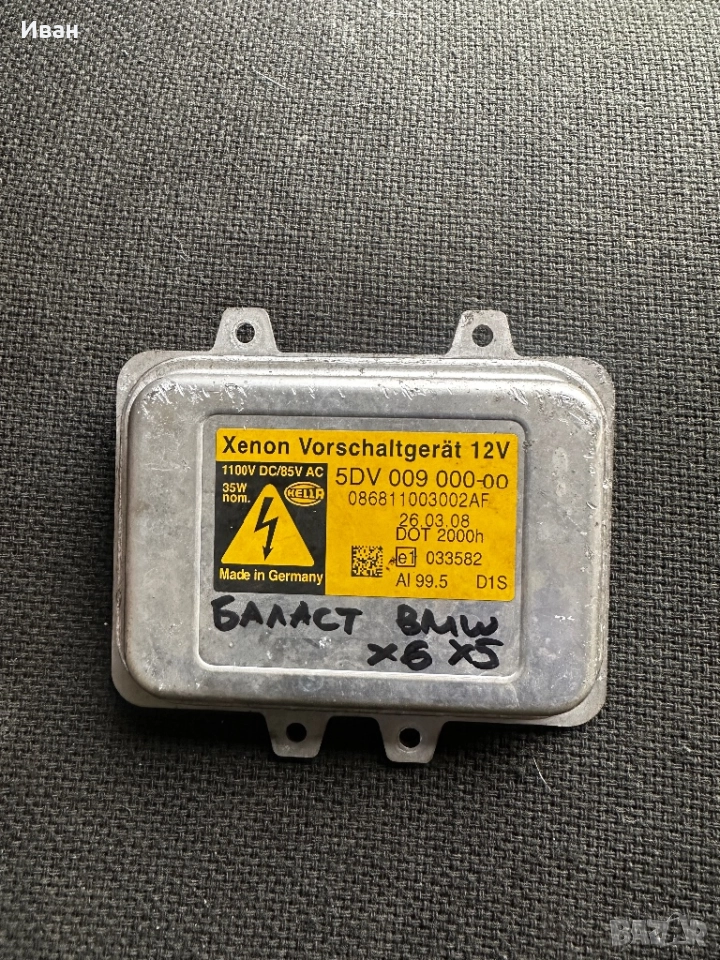 Иван
Xenon Vorschaltgerät 12V
1100V DC/85V AC
35W
nom.
HELLA
5DV 009 000-00
086811003002AF
26.03.08
DOT 2000h
e1 033582
Made in Germany
Al 99.5 D1S
БАЛАСТ BMW
X6 X5
BAZAR